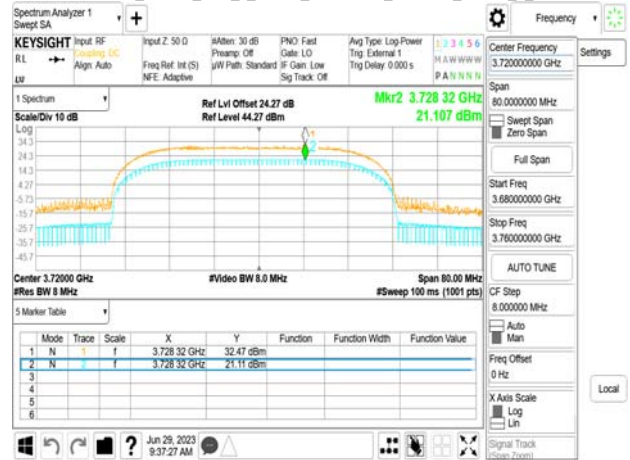 Spectrum Analyzer 1
Swept SA
Frequency
KEYSIGHT
Input: RF
Input Z: 50 Ω
#Atten: 30 dB
PNO: Fast
Avg Type: Log-Power
1 2 3 4 5 6
RL
Coupling: DC
Preamp: Off
Gate: LO
Trig: External 1
M A W W W W
Align: Auto
Freq Ref: Int (S)
µW Path: Standard
IF Gain: Low
Trig Delay: 0.000 s
NFE: Adaptive
Sig Track: Off
P A N N N N
LU
1 Spectrum
Ref Lvl Offset 24.27 dB
Mkr2 3.728 32 GHz
Scale/Div 10 dB
Ref Level 44.27 dBm
21.107 dBm
Log
34.3
24.3
14.3
4.27
-5.73
-15.7
-25.7
-35.7
-45.7
1
2
Center 3.72000 GHz
#Video BW 8.0 MHz
Span 80.00 MHz
#Res BW 8 MHz
#Sweep 100 ms (1001 pts)
5 Marker Table
Mode Trace Scale X Y Function Function Width Function Value
1 N 1 f 3.728 32 GHz 32.47 dBm
2 N 2 f 3.728 32 GHz 21.11 dBm
3
4
5
6
?
Jun 29, 2023
9:37:27 AM
Center Frequency
3.720000000 GHz
Settings
Span
80.0000000 MHz
Swept Span
Zero Span
Full Span
Start Freq
3.680000000 GHz
Stop Freq
3.760000000 GHz
AUTO TUNE
CF Step
8.000000 MHz
Auto
Man
Freq Offset
0 Hz
X Axis Scale
Log
Lin
Local
Signal Track
(Span Zoom)